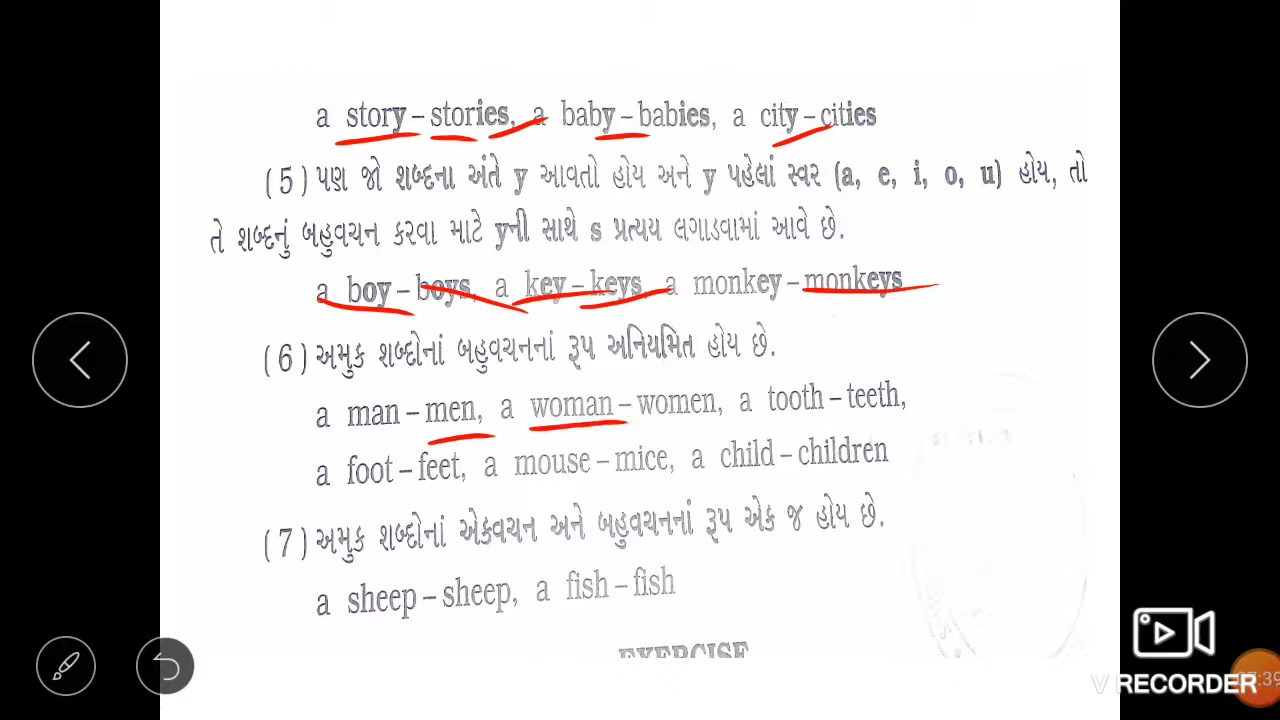 a story – stories, a baby – babies, a city – cities
(5) પણ જો શબ્દના અંતે y આવતો હોય અને y પહેલાં સ્વર (a, e, i, o, u) હોય, તો
તે શબ્દનું બહુવચન કરવા માટે yની સાથે s પ્રત્યય લગાડવામાં આવે છે.
a boy – boys, a key – keys, a monkey – monkeys
(6) અમુક શબ્દોનાં બહુવચનનાં રૂપ અનિયમિત હોય છે.
a man – men, a woman – women, a tooth – teeth,
a foot – feet, a mouse – mice, a child – children
(7) અમુક શબ્દોનાં એકવચન અને બહુવચનનાં રૂપ એક જ હોય છે.
a sheep – sheep, a fish – fish
EXERCISE
V RECORDER